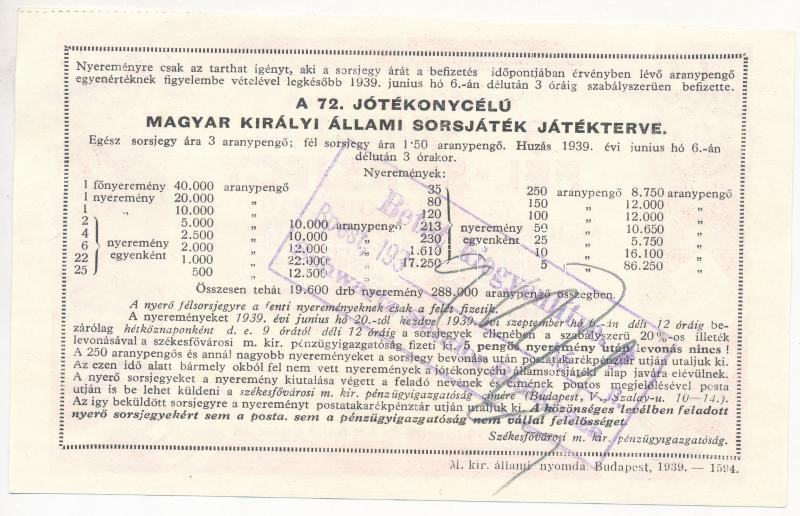 Nyereményre csak az tarthat igényt, aki a sorsjegy árát a befizetés időpontjában érvényben lévő aranypengő
egyenértéknek figyelembe vételével legkésőbb 1939. junius hó 6.-án délután 3 óráig szabályszerüen befizette.
A 72. JÓTÉKONYCÉLÚ
MAGYAR KIRÁLYI ÁLLAMI SORSJÁTÉK JÁTÉKTERVE.
Egész sorsjegy ára 3 aranypengő; fél sorsjegy ára 1·50 aranypengő. Huzás 1939. évi junius hó 6.-án
délután 3 órakor.
Nyeremények:
1 főnyeremény 40.000 aranypengő
1 nyeremény 20.000 „
1 „ 10.000 „
2 nyeremény egyenként 5.000 „ 10.000 aranypengő
4 2.500 „ 10.000 „
6 2.000 „ 12.000 „
22 1.000 „ 22.000 „
25 500 „ 12.500 „
35 nyeremény egyenként 250 aranypengő 8.750 aranypengő
80 150 „ 12.000 „
120 100 „ 12.000 „
213 50 „ 10.650 „
230 25 „ 5.750 „
1.610 10 „ 16.100 „
17.250 5 „ 86.250 „
Összesen tehát 19.600 drb nyeremény 288.000 aranypengő összegben.
A nyerő félsorsjegyre a fenti nyereményeknek csak a felét fizetik.
A nyereményeket 1939. évi junius hó 20.-tól kezdve 1939. évi szeptember hó 6.-án déli 12 óráig be-
zárólag hétköznaponként d. e. 9 órától déli 12 óráig a sorsjegyek ellenében a szabályszerü 20%-os illeték
levonásával a székesfővárosi m. kir. pénzügyigazgatóság fizeti ki. 5 pengős nyeremény után levonás nincs!
A 250 aranypengős és annál nagyobb nyereményeket a sorsjegy bevonása után postatakarékpénztár utján utaljuk ki.
Az ezen idő alatt bármely okból fel nem vett nyeremények a jótékonycélu államsorsjáték alap javára elévülnek.
A nyerő sorsjegyeket a nyeremény kiutalása végett a feladó nevének és címének pontos megjelölésével posta
utján is be lehet küldeni a székesfővárosi m. kir. pénzügyigazgatóság címére (Budapest, V., Szalay-u. 10—14.).
Az igy beküldött sorsjegyre a nyereményt postatakarékpénztár utján utaljuk ki. A közönséges levélben feladott
nyerő sorsjegyekért sem a posta, sem a pénzügyigazgatóság nem vállal felelősséget.
Székesfővárosi m. kir. pénzügyigazgatóság.
M. kir. állami nyomda Budapest, 1939. — 1594.